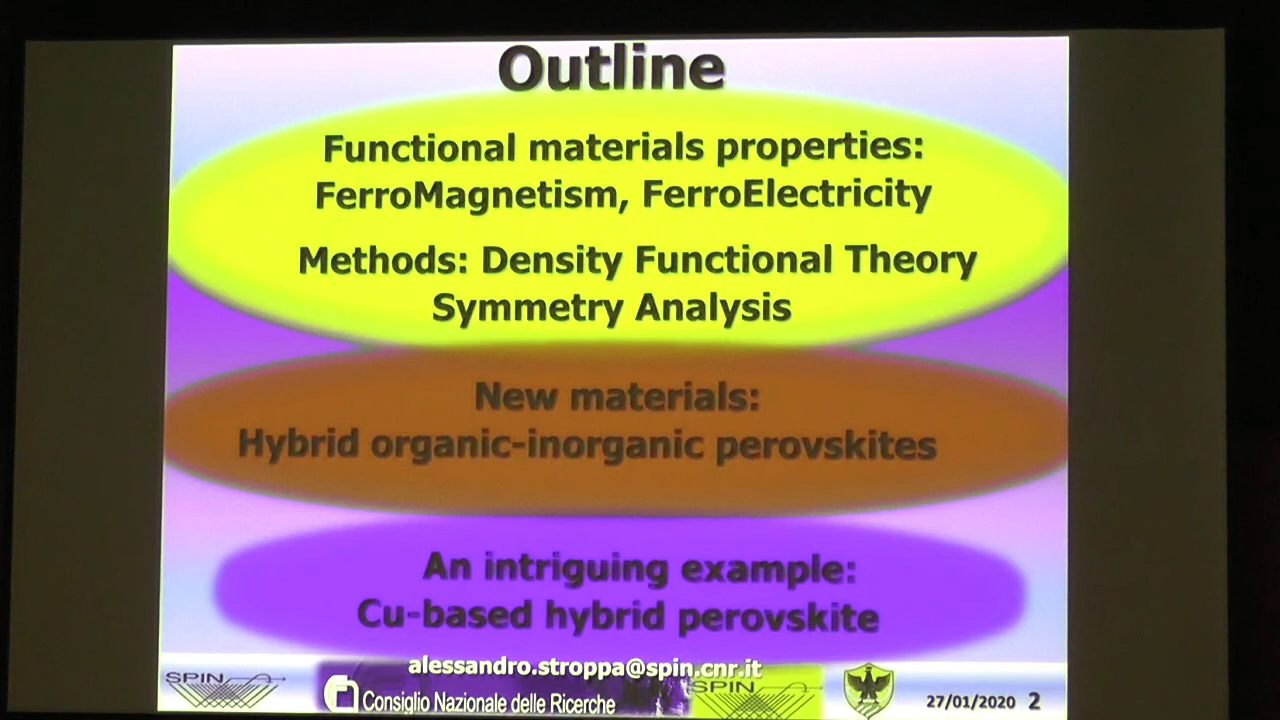 Outline
Functional materials properties:
FerroMagnetism, FerroElectricity
Methods: Density Functional Theory
Symmetry Analysis
New materials:
Hybrid organic-inorganic perovskites
An intriguing example:
Cu-based hybrid perovskite
alessandro.stroppa@spin.cnr.it
SPIN
Consiglio Nazionale delle Ricerche
SPIN
27/01/2020 2